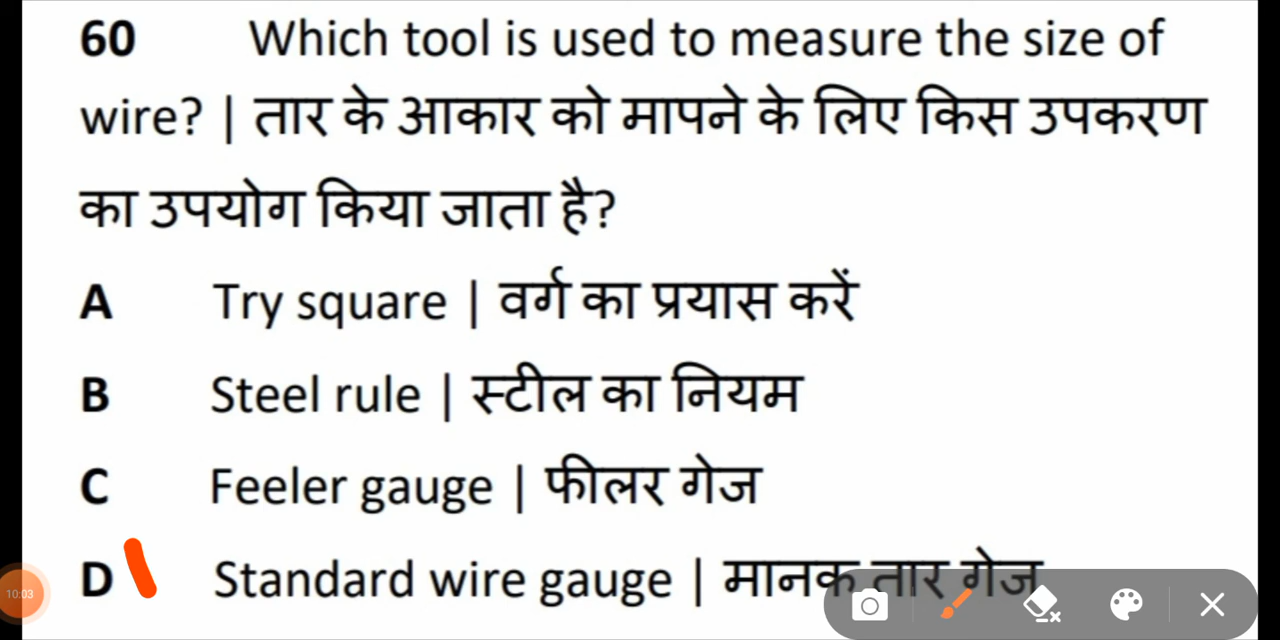 60 Which tool is used to measure the size of
wire? | तार के आकार को मापने के लिए किस उपकरण
का उपयोग किया जाता है?
A Try square | वर्ग का प्रयास करें
B Steel rule | स्टील का नियम
C Feeler gauge | फीलर गेज
D Standard wire gauge | मानक तार गेज
10:03